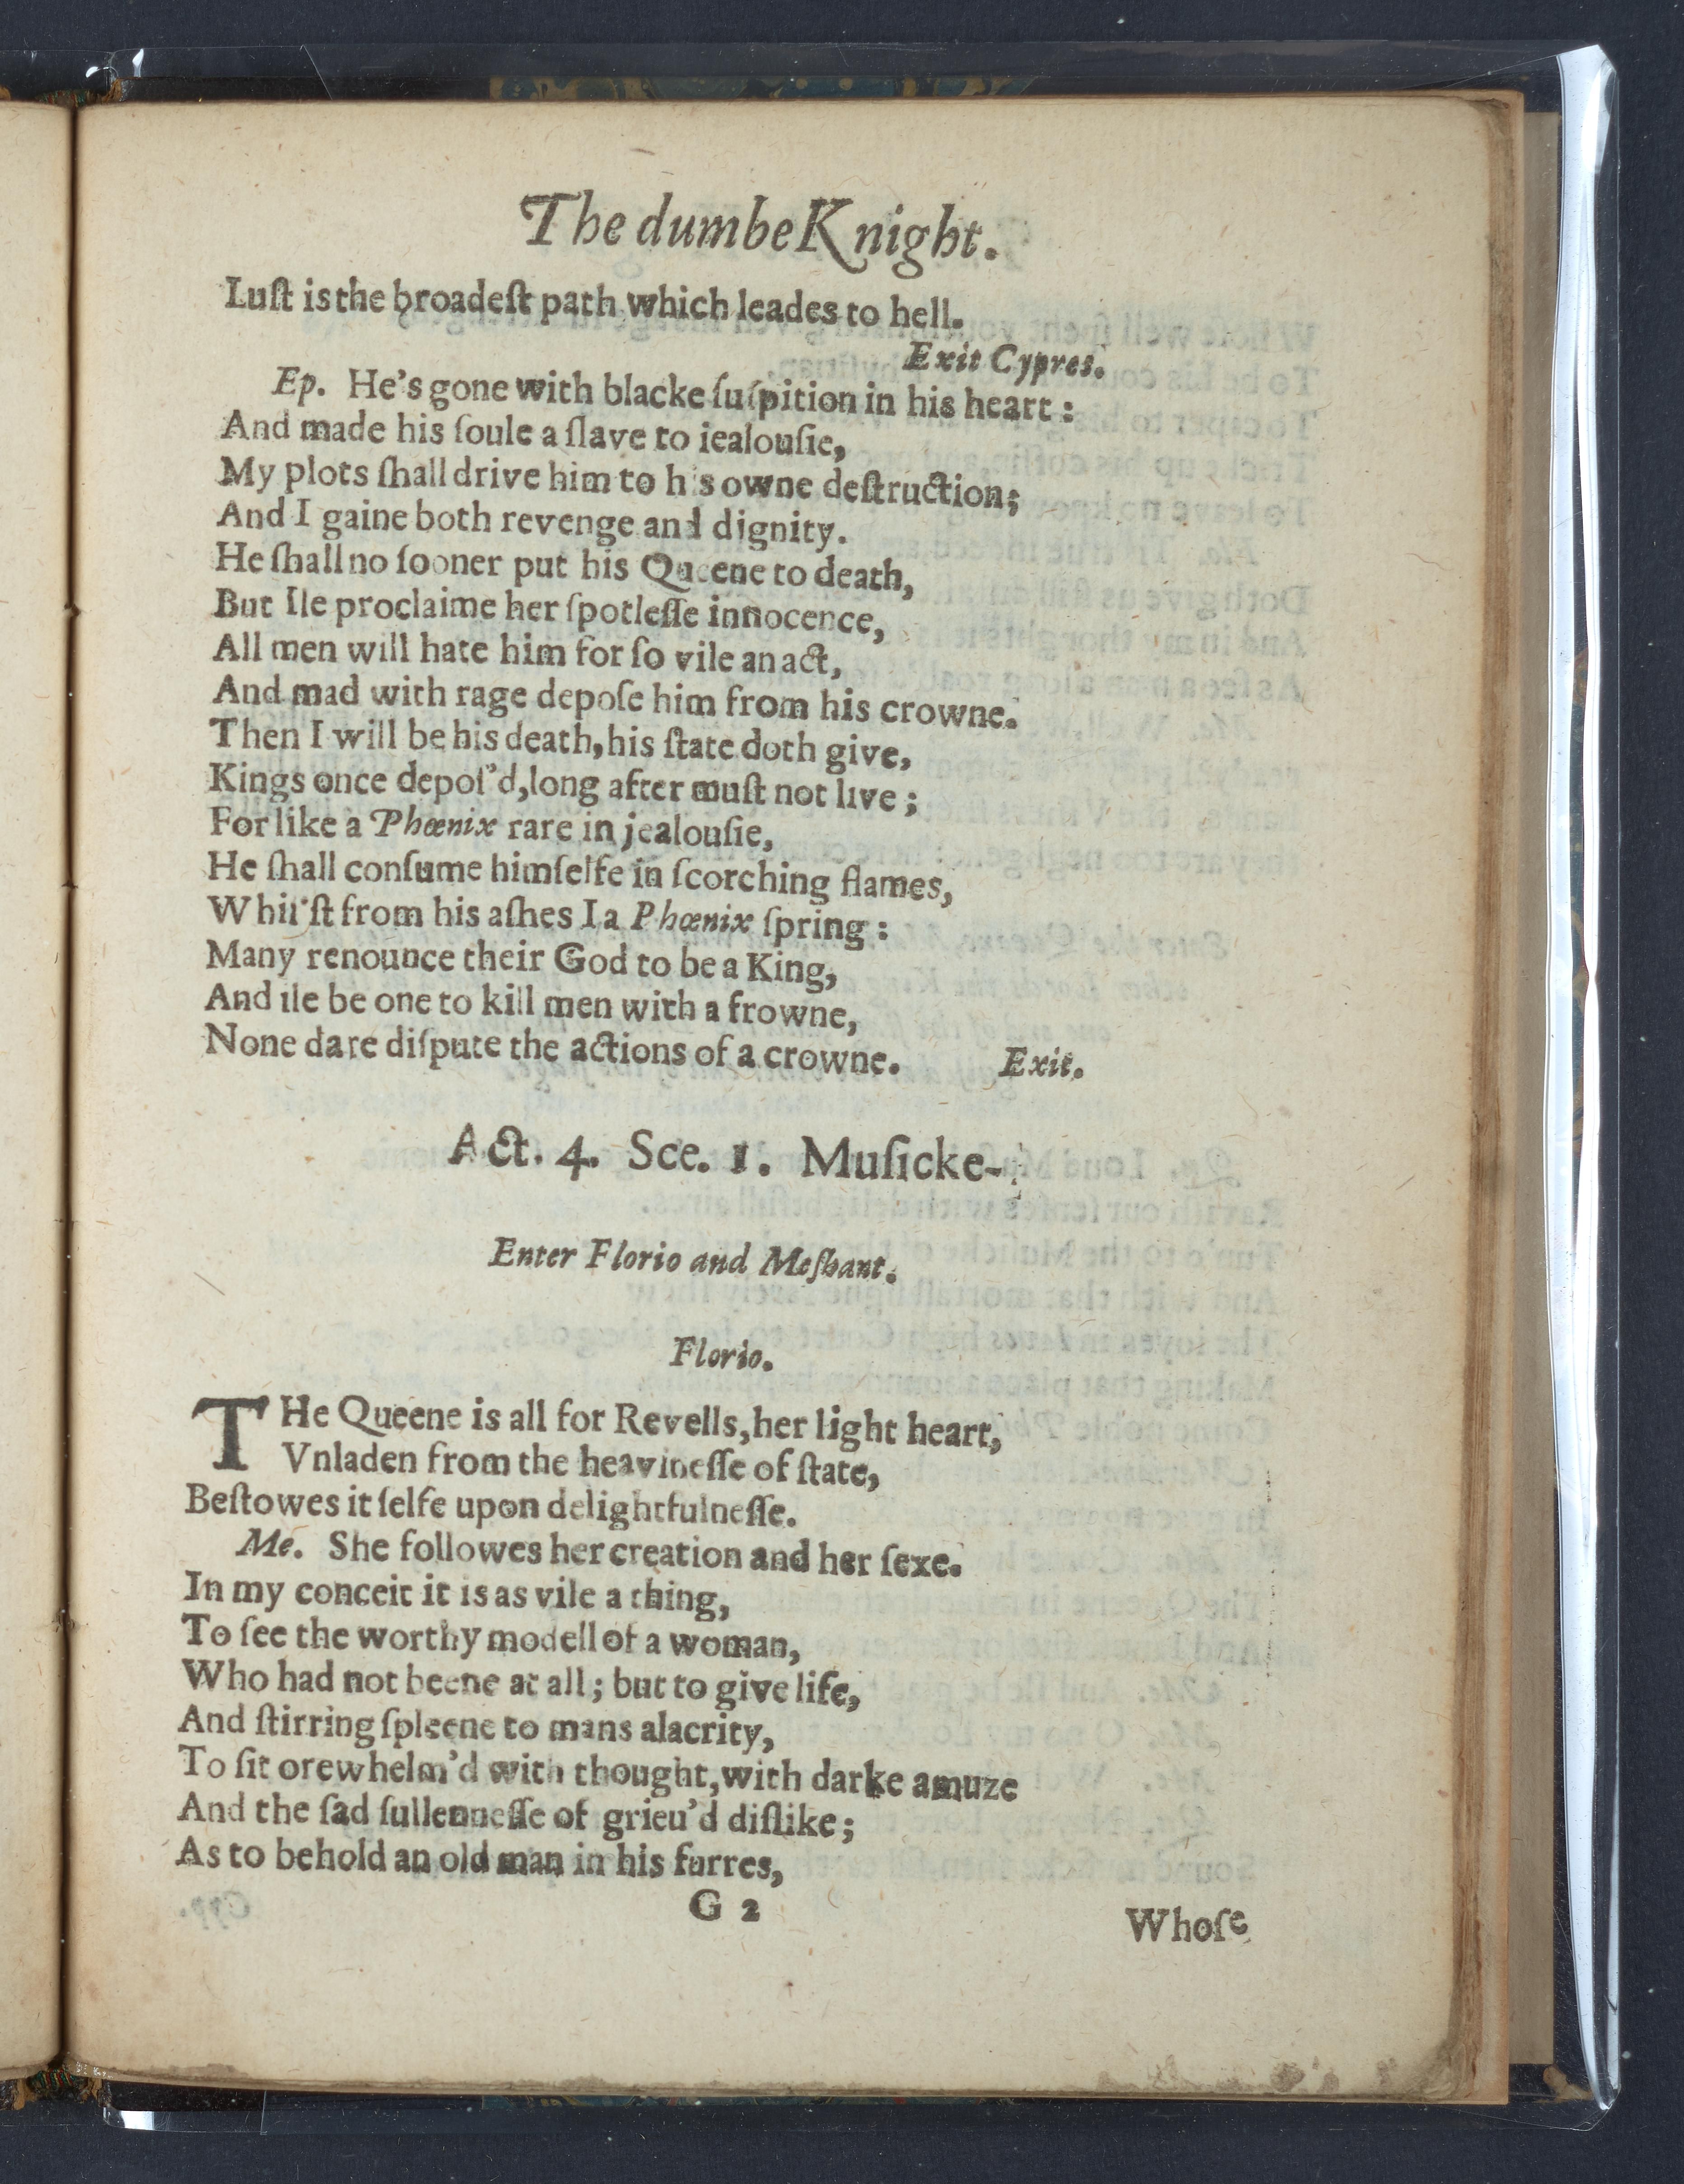 The dumbe Knight.
Luſt is the broadeſt path which leades to hell.
Exit Cypres.
Ep. He's gone with blacke ſuſpition in his heart :
And made his ſoule a ſlave to iealouſie,
My plots ſhall drive him to his owne deſtruction;
And I gaine both revenge and dignity.
He ſhall no ſooner put his Queene to death,
But Ile proclaime her ſpotleſſe innocence,
All men will hate him for ſo vile an act,
And mad with rage depoſe him from his crowne.
Then I will be his death, his ſtate doth give,
Kings once depoſ'd, long after muſt not live ;
For like a Phœnix rare in jealouſie,
He ſhall conſume himſelfe in ſcorching flames,
Whil'ſt from his aſhes I a Phœnix ſpring :
Many renounce their God to be a King,
And ile be one to kill men with a frowne,
None dare diſpute the actions of a crowne. Exit.
Act. 4. Sce. 1. Muſicke-
Enter Florio and Meſhant.
Florio.
THe Queene is all for Revells, her light heart,
Vnladen from the heavineſſe of ſtate,
Beſtowes it ſelfe upon delightfulneſſe.
Me. She followes her creation and her ſexe.
In my conceit it is as vile a thing,
To ſee the worthy modell of a woman,
Who had not beene at all ; but to give life,
And ſtirring ſpleene to mans alacrity,
To ſit orewhelm'd with thought, with darke amuze
And the ſad ſullenneſſe of grieu'd diſlike ;
As to behold an old man in his furres,
G 2
Whoſe